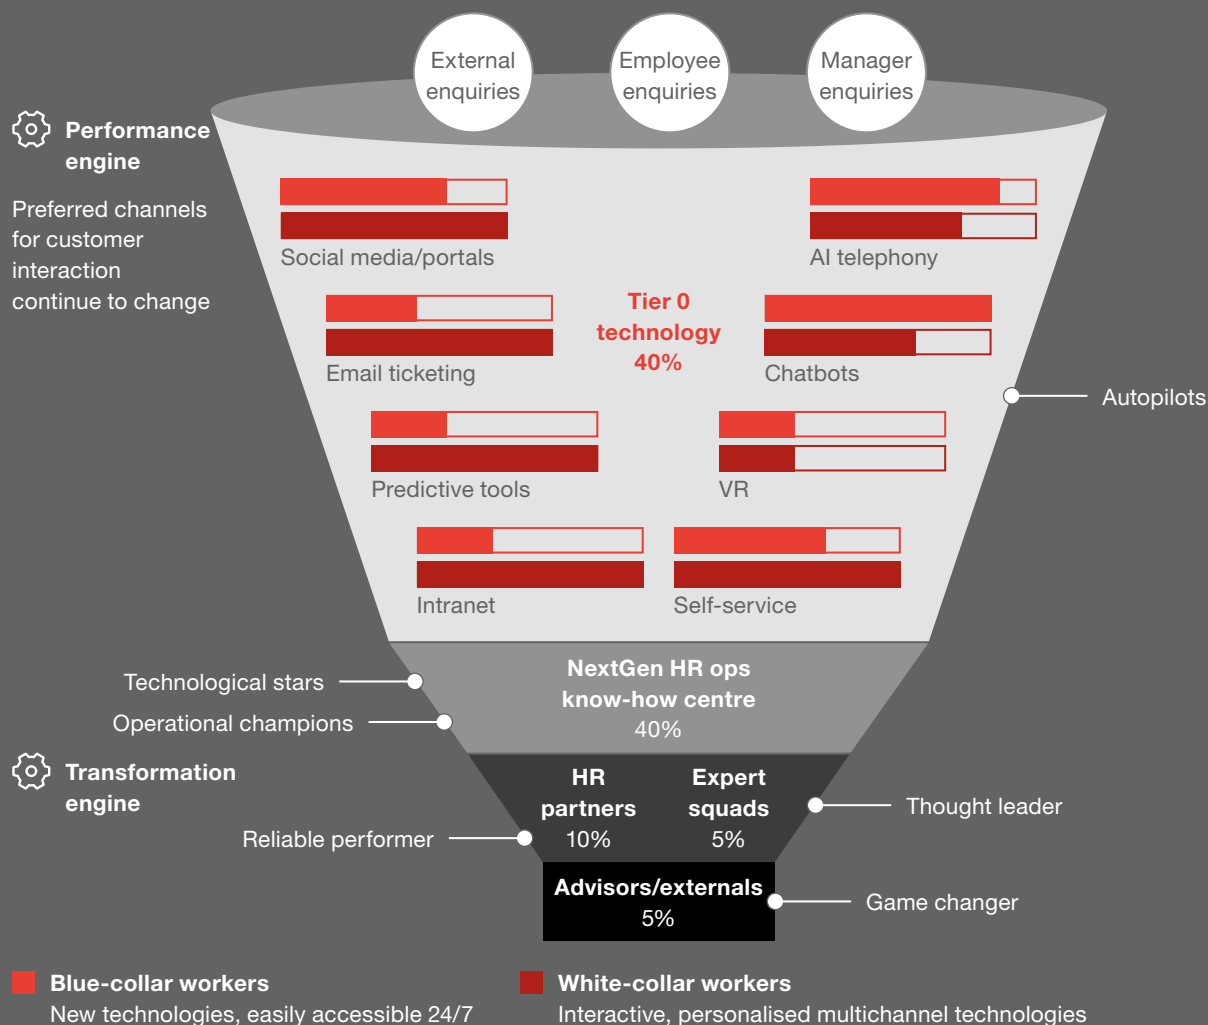 External
enquiries
Employee
enquiries
Manager
enquiries
Performance
engine
Preferred channels
for customer
interaction
continue to change
Social media/portals
AI telephony
Tier 0
technology
40%
Email ticketing
Chatbots
Autopilots
Predictive tools
VR
Intranet
Self-service
Technological stars
Operational champions
NextGen HR ops
know-how centre
40%
Transformation
engine
HR
partners
10%
Expert
squads
5%
Thought leader
Reliable performer
Advisors/externals
5%
Game changer
Blue-collar workers
New technologies, easily accessible 24/7
White-collar workers
Interactive, personalised multichannel technologies